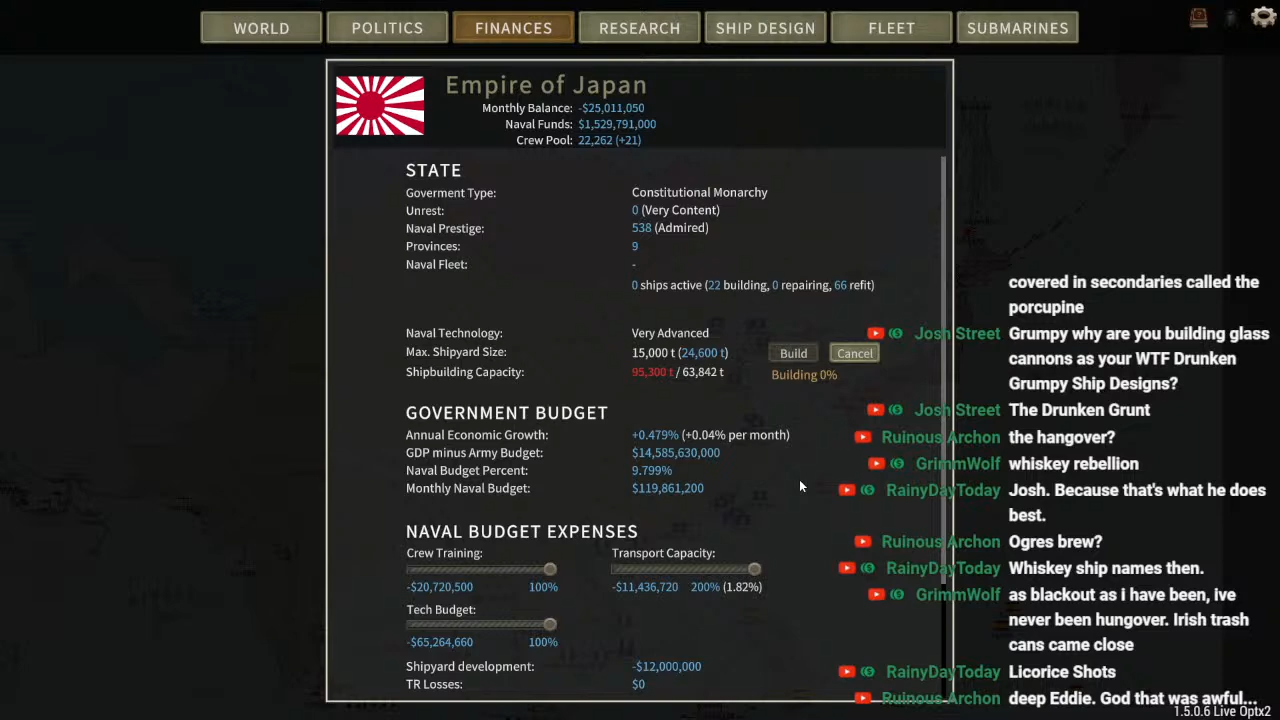 WORLD
POLITICS
FINANCES
RESEARCH
SHIP DESIGN
FLEET
SUBMARINES
Empire of Japan
Monthly Balance: -$25,011,050
Naval Funds: $1,529,791,000
Crew Pool: 22,262 (+21)
STATE
Goverment Type: Constitutional Monarchy
Unrest: 0 (Very Content)
Naval Prestige: 538 (Admired)
Provinces: 9
Naval Fleet: -
0 ships active (22 building, 0 repairing, 66 refit)
Naval Technology: Very Advanced
Max. Shipyard Size: 15,000 t (24,600 t) Build Cancel
Shipbuilding Capacity: 95,300 t / 63,842 t Building 0%
GOVERNMENT BUDGET
Annual Economic Growth: +0.479% (+0.04% per month)
GDP minus Army Budget: $14,585,630,000
Naval Budget Percent: 9.799%
Monthly Naval Budget: $119,861,200
NAVAL BUDGET EXPENSES
Crew Training: Transport Capacity:
-$20,720,500 100% -$11,436,720 200% (1.82%)
Tech Budget:
-$65,264,660 100%
Shipyard development: -$12,000,000
TR Losses: $0
covered in secondaries called the
porcupine
Josh Street Grumpy why are you building glass
cannons as your WTF Drunken
Grumpy Ship Designs?
Josh Street The Drunken Grunt
Ruinous Archon the hangover?
GrimmWolf whiskey rebellion
RainyDayToday Josh. Because that's what he does
best.
Ruinous Archon Ogres brew?
RainyDayToday Whiskey ship names then.
GrimmWolf as blackout as i have been, ive
never been hungover. Irish trash
cans came close
RainyDayToday Licorice Shots
Ruinous Archon deep Eddie. God that was awful...
1.5.0.6 Live Optx2